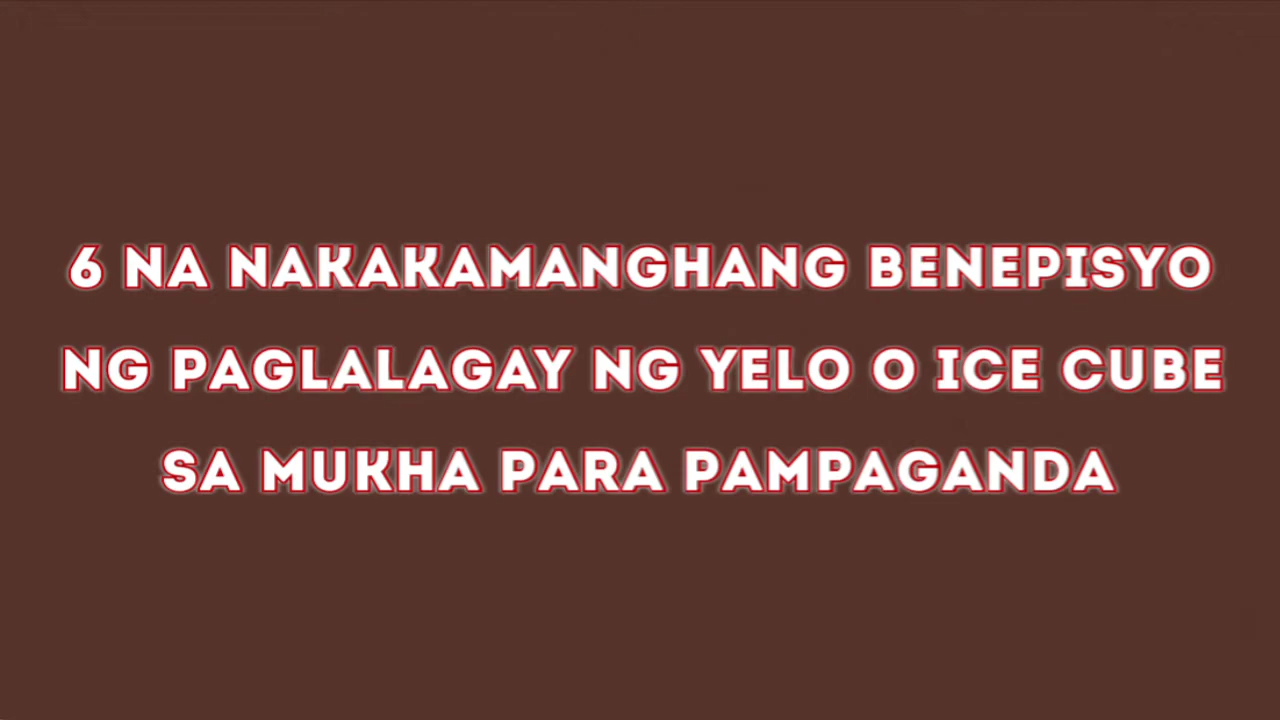 6 NA NAKAKAMANGHANG BENEPISYO
NG PAGLALAGAY NG YELO O ICE CUBE
SA MUKHA PARA PAMPAGANDA